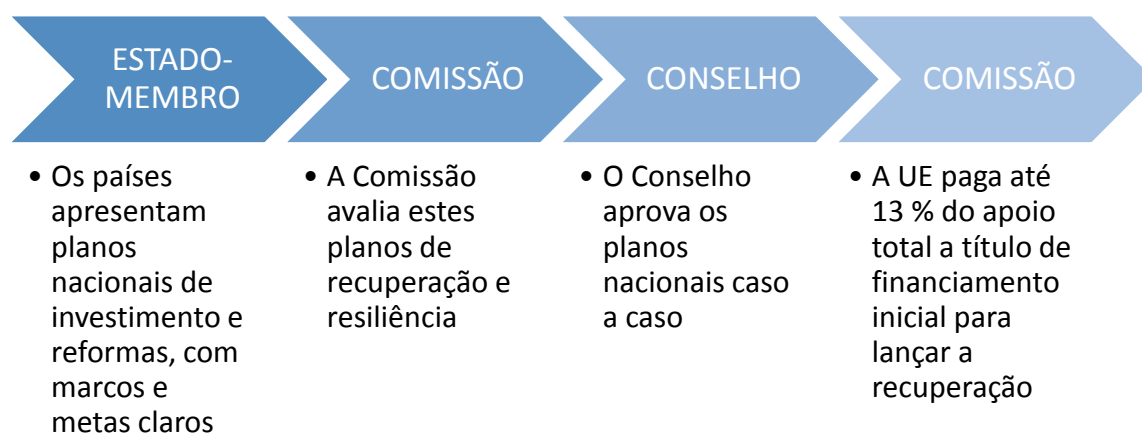 ESTADO-
MEMBRO
• Os países
apresentam
planos
nacionais de
investimento e
reformas, com
marcos e
metas claros
COMISSÃO
• A Comissão
avalia estes
planos de
recuperação e
resiliência
CONSELHO
• O Conselho
aprova os
planos
nacionais caso
a caso
COMISSÃO
• A UE paga até
13 % do apoio
total a título de
financiamento
inicial para
lançar a
recuperação